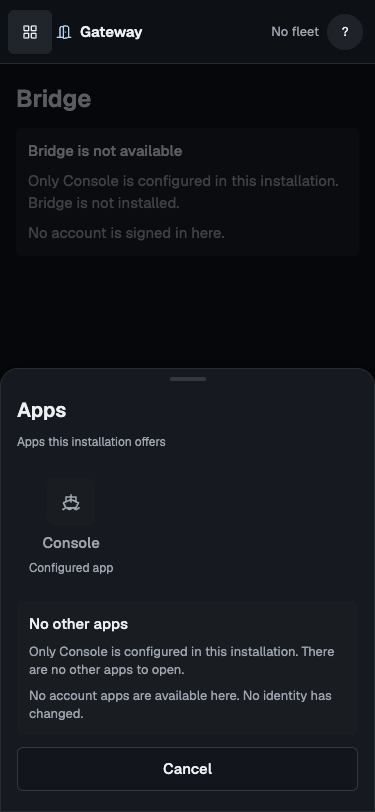 Gateway
No fleet
?
Bridge
Bridge is not available
Only Console is configured in this installation.
Bridge is not installed.
No account is signed in here.
Apps
Apps this installation offers
Console
Configured app
No other apps
Only Console is configured in this installation. There
are no other apps to open.
No account apps are available here. No identity has
changed.
Cancel